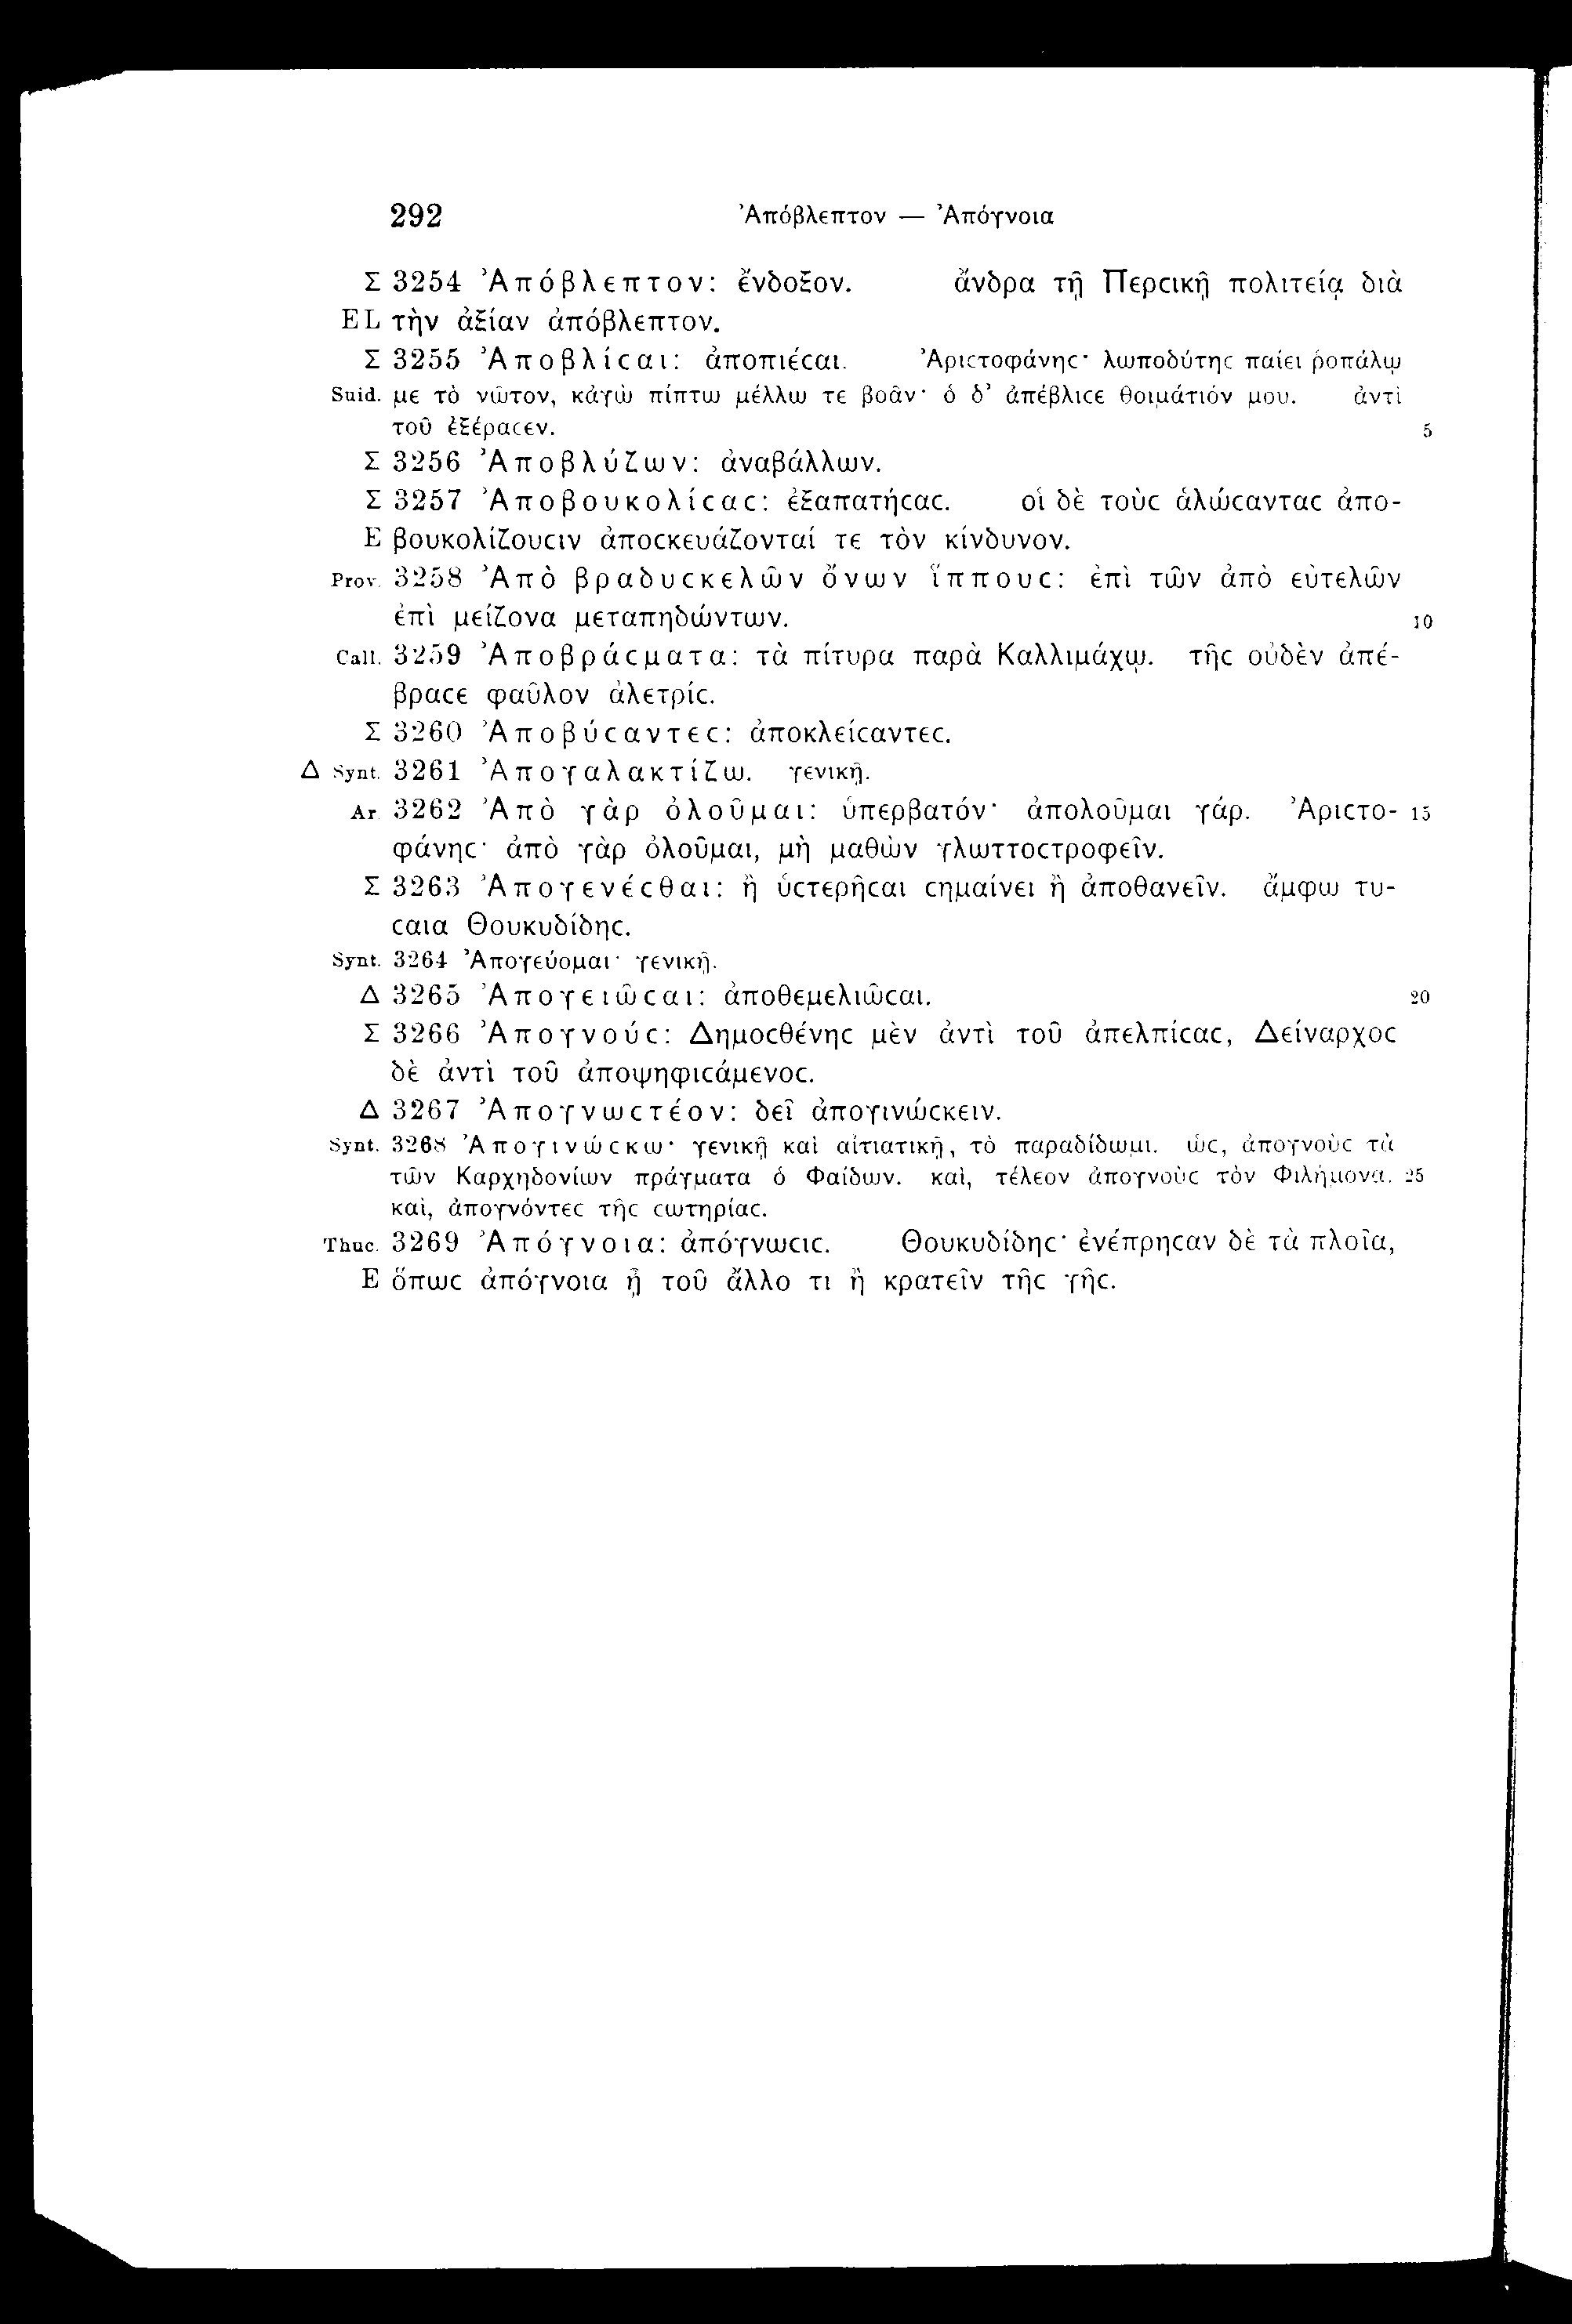 292 Ἀπόβλεπτον — Ἀπόγνοια
Σ 3254 Ἀπόβλεπτον: ἔνδοξον. ἄνδρα τῇ Περϲικῇ πολιτείᾳ διὰ
EL τὴν ἀξίαν ἀπόβλεπτον.
Σ 3255 Ἀποβλίϲαι: ἀποπιέϲαι. Ἀριϲτοφάνηϲ· λωποδύτηϲ παίει ῥοπάλῳ
Suid. με τὸ νῶτον, κἀγὼ πίπτω μέλλω τε βοᾶν· ὁ δ’ ἀπέβλιϲε θοἰμάτιόν μου. ἀντὶ
τοῦ ἐξέραϲεν. 5
Σ 3256 Ἀποβλύζων: ἀναβάλλων.
Σ 3257 Ἀποβουκολίϲαϲ: ἐξαπατήϲαϲ. οἱ δὲ τοὺϲ ἁλώϲανταϲ ἀπο-
E βουκολίζουϲιν ἀποϲκευάζονταί τε τὸν κίνδυνον.
Prov. 3258 Ἀπὸ βραδυϲκελῶν ὄνων ἵππουϲ: ἐπὶ τῶν ἀπὸ εὐτελῶν
ἐπὶ μείζονα μεταπηδώντων. 10
Call. 3259 Ἀποβράϲματα: τὰ πίτυρα παρὰ Καλλιμάχῳ. τῆϲ οὐδὲν ἀπέ-
βραϲε φαῦλον ἀλετρίϲ.
Σ 3260 Ἀποβύϲαντεϲ: ἀποκλείϲαντεϲ.
Δ Synt. 3261 Ἀπογαλακτίζω. γενικῇ.
Ar. 3262 Ἀπὸ γὰρ ὀλοῦμαι: ὑπερβατόν· ἀπολοῦμαι γάρ. Ἀριϲτο- 15
φάνηϲ· ἀπὸ γὰρ ὀλοῦμαι, μὴ μαθὼν γλωττοϲτροφεῖν.
Σ 3263 Ἀπογενέϲθαι: ἢ ὑϲτερῆϲαι ϲημαίνει ἢ ἀποθανεῖν. ἄμφω τυ-
ϲαια Θουκυδίδηϲ.
Synt. 3264 Ἀπογεύομαι· γενικῇ.
Δ 3265 Ἀπογειῶϲαι: ἀποθεμελιῶϲαι. 20
Σ 3266 Ἀπογνούϲ: Δημοϲθένηϲ μὲν ἀντὶ τοῦ ἀπελπίϲαϲ, Δείναρχοϲ
δὲ ἀντὶ τοῦ ἀποψηφιϲάμενοϲ.
Δ 3267 Ἀπογνωϲτέον: δεῖ ἀπογινώϲκειν.
Synt. 3268 Ἀπογινώϲκω· γενικῇ καὶ αἰτιατικῇ, τὸ παραδίδωμι. ὡϲ, ἀπογνοὺϲ τὰ
τῶν Καρχηδονίων πράγματα ὁ Φαίδων. καί, τέλεον ἀπογνοὺϲ τὸν Φιλήμονα. 25
καί, ἀπογνόντεϲ τῆϲ ϲωτηρίαϲ.
Thuc. 3269 Ἀπόγνοια: ἀπόγνωϲιϲ. Θουκυδίδηϲ· ἐνέπρηϲαν δὲ τὰ πλοῖα,
E ὅπωϲ ἀπόγνοια ᾖ τοῦ ἄλλο τι ἢ κρατεῖν τῆϲ γῆϲ.